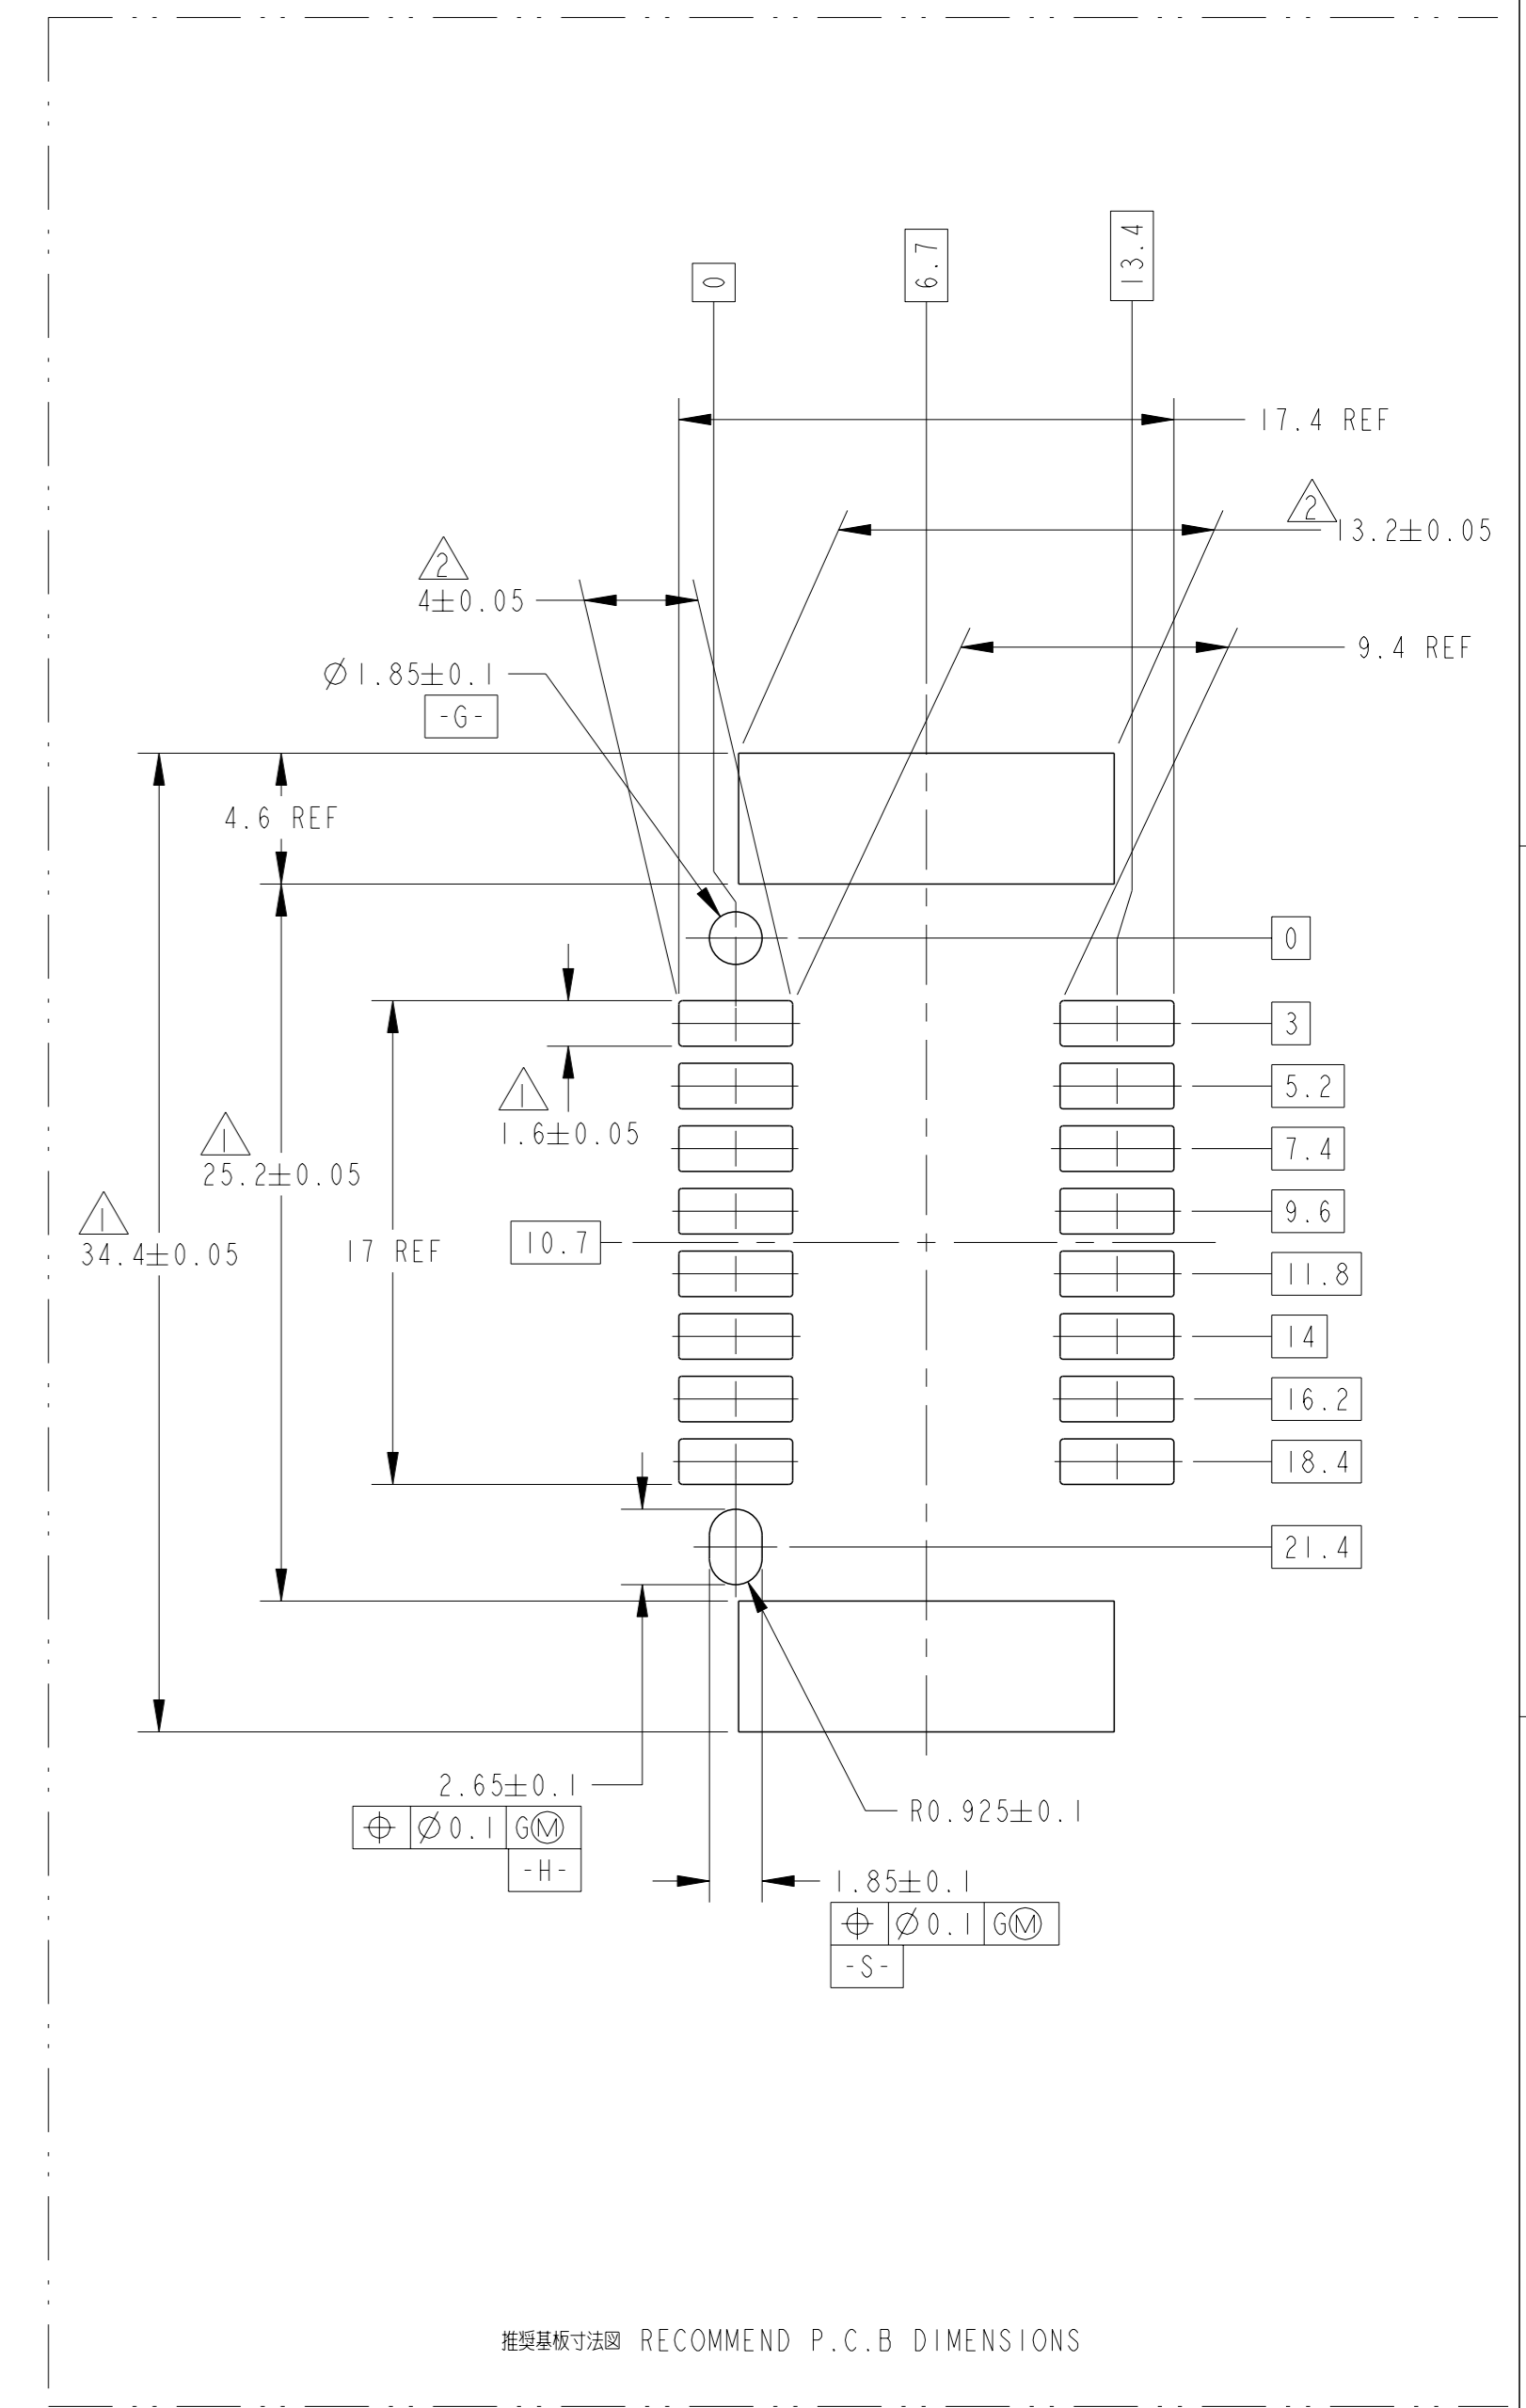 0
6.7
13.4
17.4 REF
2
13.2±0.05
2
4±0.05
9.4 REF
Ø1.85±0.1
-G-
4.6 REF
0
3
5.2
1
1.6±0.05
7.4
1
25.2±0.05
9.6
1
34.4±0.05
17 REF
10.7
11.8
14
16.2
18.4
21.4
2.65±0.1
⌖ Ø0.1 GⓂ
-H-
R0.925±0.1
1.85±0.1
⌖ Ø0.1 GⓂ
-S-
推奨基板寸法図 RECOMMEND P.C.B DIMENSIONS